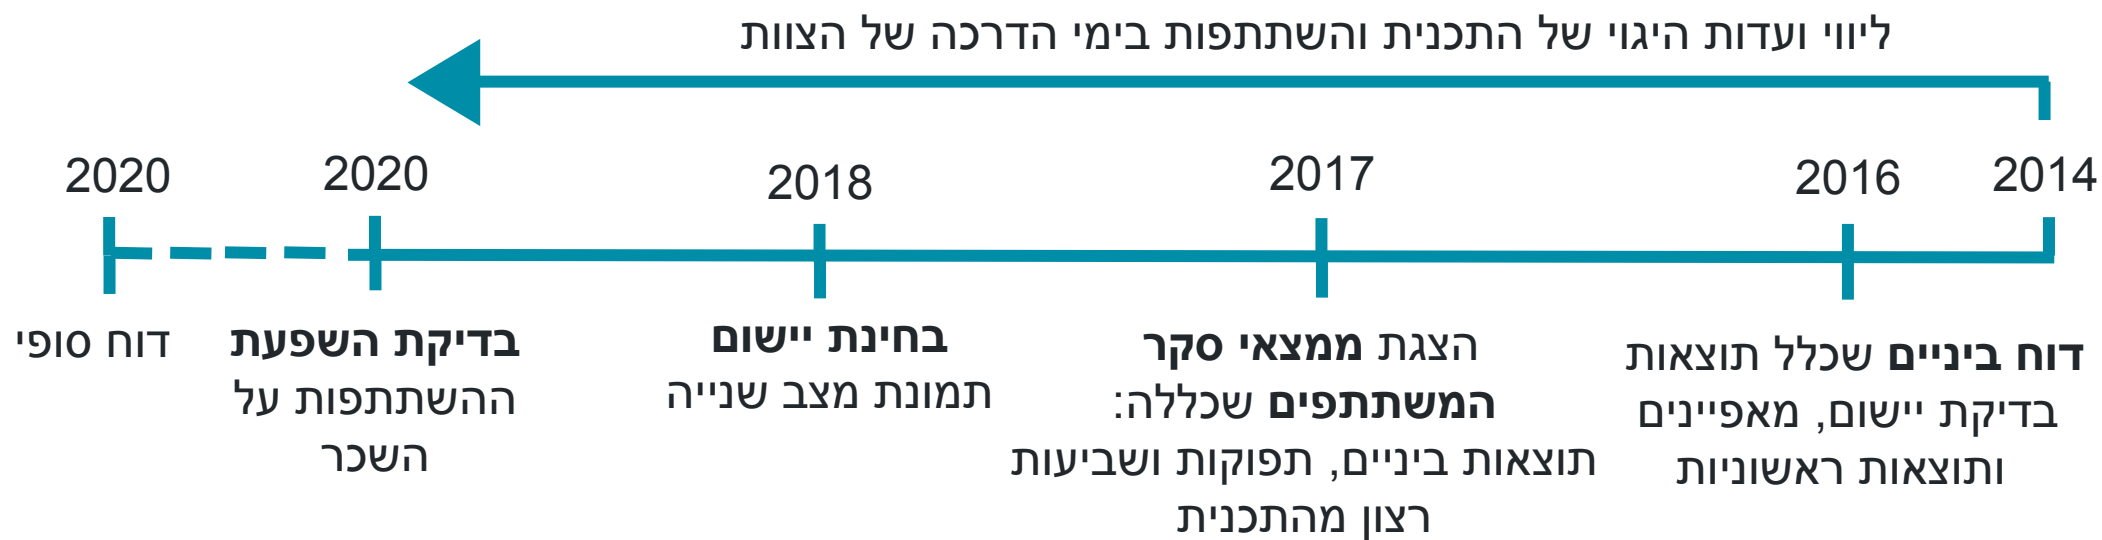 ליווי ועדות היגוי של התכנית והשתתפות בימי הדרכה של הצוות
2014
2016
2017
2018
2020
2020
דוח ביניים שכלל תוצאות
בדיקת יישום, מאפיינים
ותוצאות ראשוניות
הצגת ממצאי סקר
המשתתפים שכללה:
תוצאות ביניים, תפוקות ושביעות
רצון מהתכנית
בחינת יישום
תמונת מצב שנייה
בדיקת השפעת
ההשתתפות על
השכר
דוח סופי